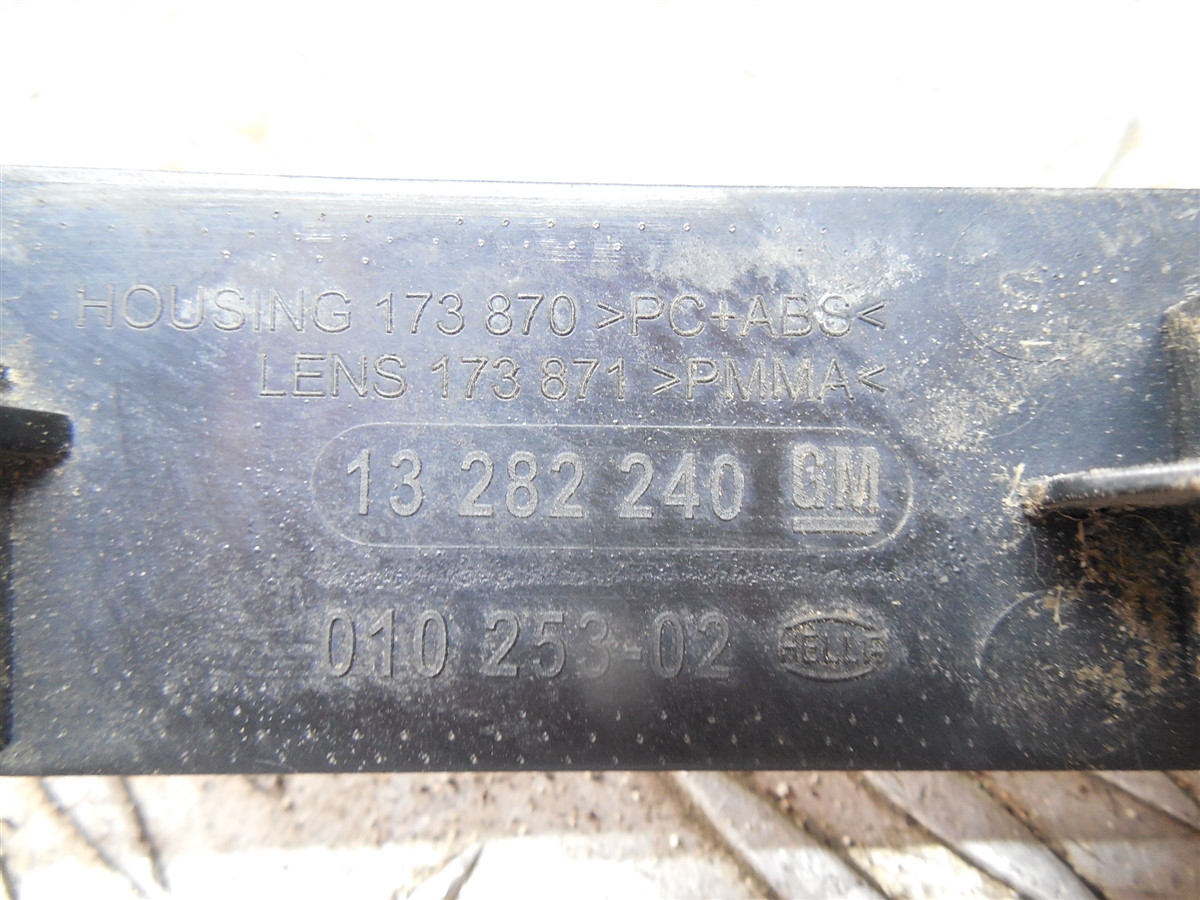 HOUSING 173 870 >PC+ABS<
LENS 173 871 >PMMA<
13 282 240 GM
010 253-02 HELLA